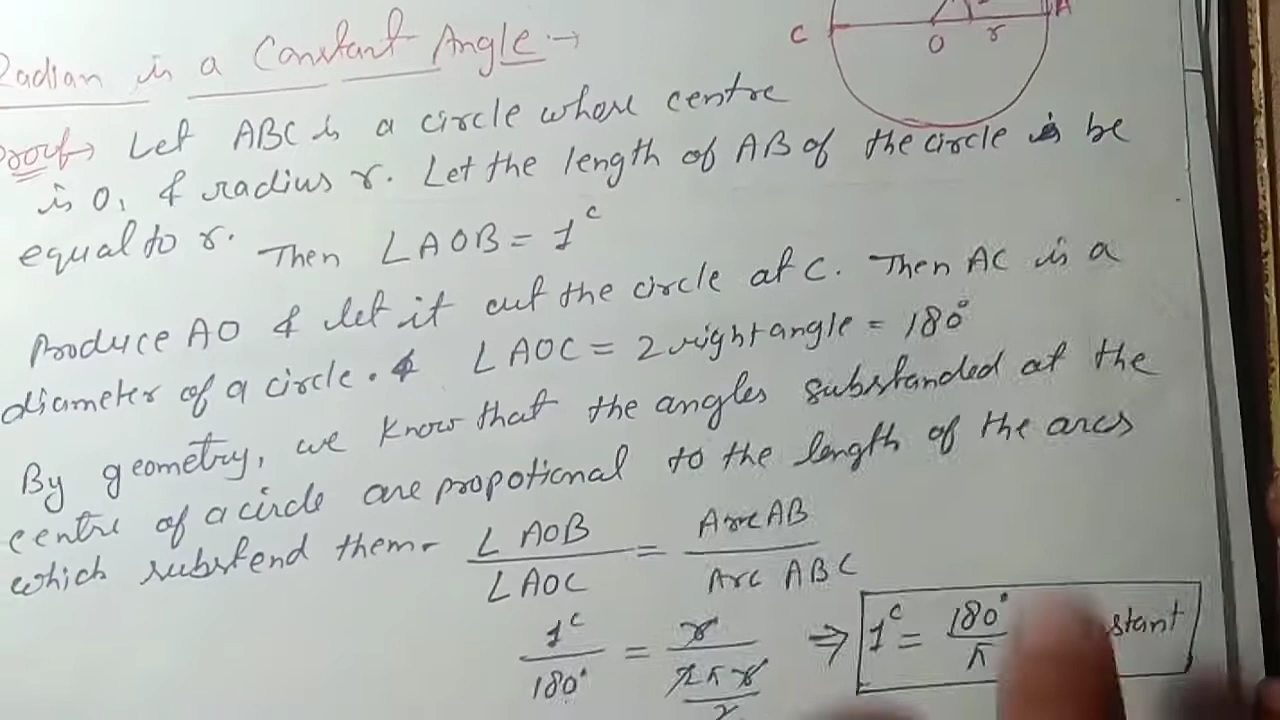 Radian is a Constant Angle:→
Proof→ Let ABC is a circle whose centre
is O, & radius r. Let the length of AB of the circle is be
equal to r. Then ∠AOB = 1ᶜ
Produce AO & let it cut the circle at C. Then AC is a
diameter of a circle. & ∠AOC = 2 right angle = 180°
By geometry, we know that the angles substanded at the
centre of a circle are propotional to the length of the arcs
which substend them. ∠AOB / ∠AOC = Arc AB / Arc ABC
1ᶜ / 180° = r / (2πr / 2) ⇒ 1ᶜ = 180° / π
C
O
r
A